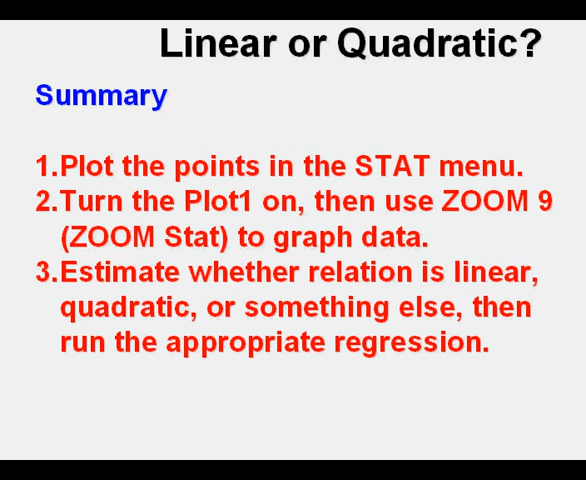 Linear or Quadratic?
Summary
1.Plot the points in the STAT menu.
2.Turn the Plot1 on, then use ZOOM 9
(ZOOM Stat) to graph data.
3.Estimate whether relation is linear,
quadratic, or something else, then
run the appropriate regression.